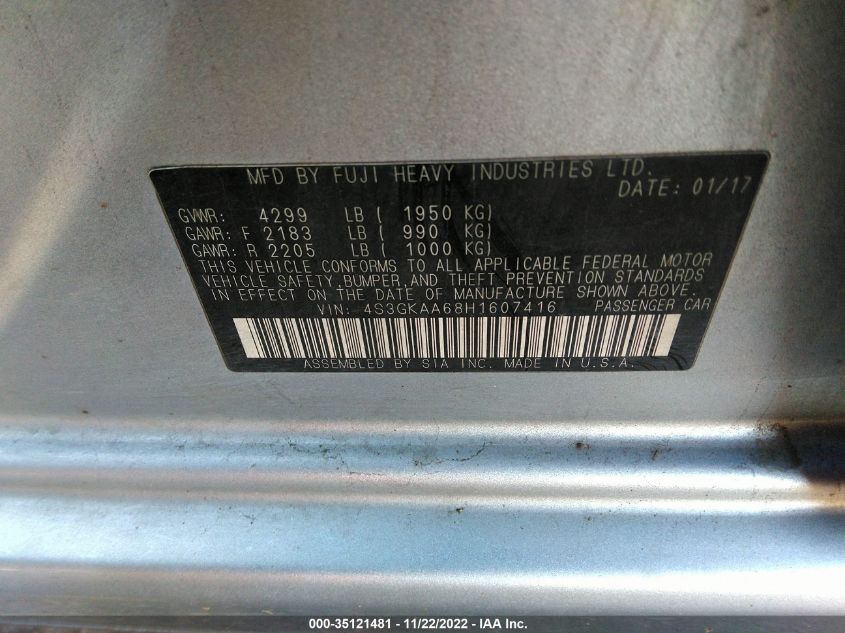 MFD BY FUJI HEAVY INDUSTRIES LTD.
DATE: 01/17
GVWR: 4299 LB ( 1950 KG)
GAWR: F 2183 LB ( 990 KG)
GAWR: R 2205 LB ( 1000 KG)
THIS VEHICLE CONFORMS TO ALL APPLICABLE FEDERAL MOTOR
VEHICLE SAFETY,BUMPER,AND THEFT PREVENTION STANDARDS
IN EFFECT ON THE DATE OF MANUFACTURE SHOWN ABOVE.
VIN: 4S3GKAA68H1607416 PASSENGER CAR
ASSEMBLED BY SIA INC. MADE IN U.S.A.
000-35121481 - 11/22/2022 - IAA Inc.